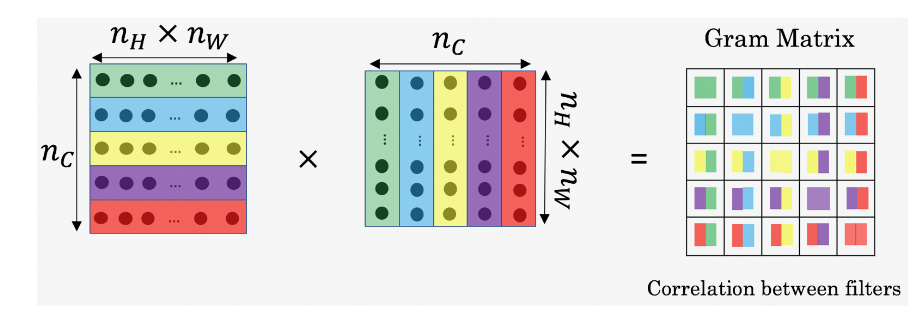 n_H × n_W
n_C
Gram Matrix
...
...
...
...
...
n_C
×
⋮ ⋮ ⋮ ⋮ ⋮
n_H × n_W
=
Correlation between filters